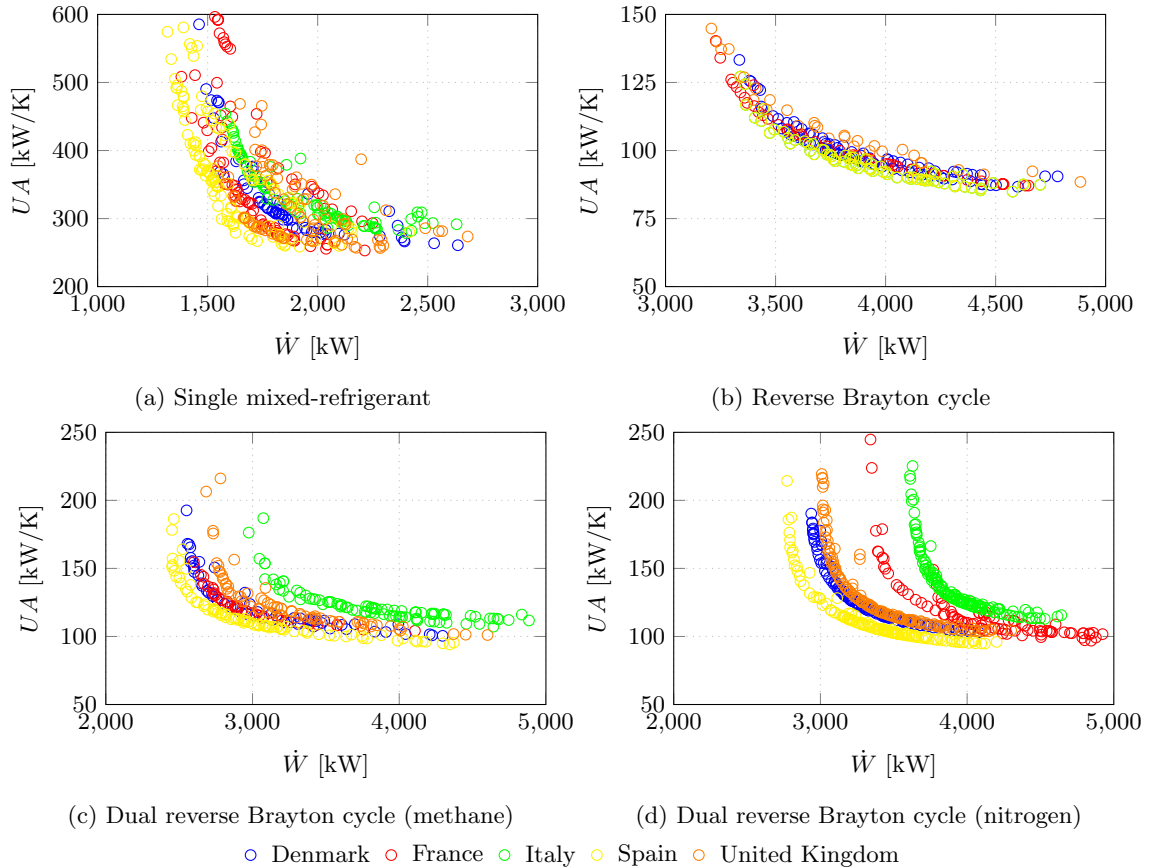 600
500
400
300
200
1,000
1,500
2,000
2,500
3,000
UA [kW/K]
Ẇ [kW]
(a) Single mixed-refrigerant
150
125
100
75
50
3,000
3,500
4,000
4,500
5,000
UA [kW/K]
Ẇ [kW]
(b) Reverse Brayton cycle
250
200
150
100
50
2,000
3,000
4,000
5,000
UA [kW/K]
Ẇ [kW]
(c) Dual reverse Brayton cycle (methane)
250
200
150
100
50
2,000
3,000
4,000
5,000
UA [kW/K]
Ẇ [kW]
(d) Dual reverse Brayton cycle (nitrogen)
Denmark France Italy Spain United Kingdom